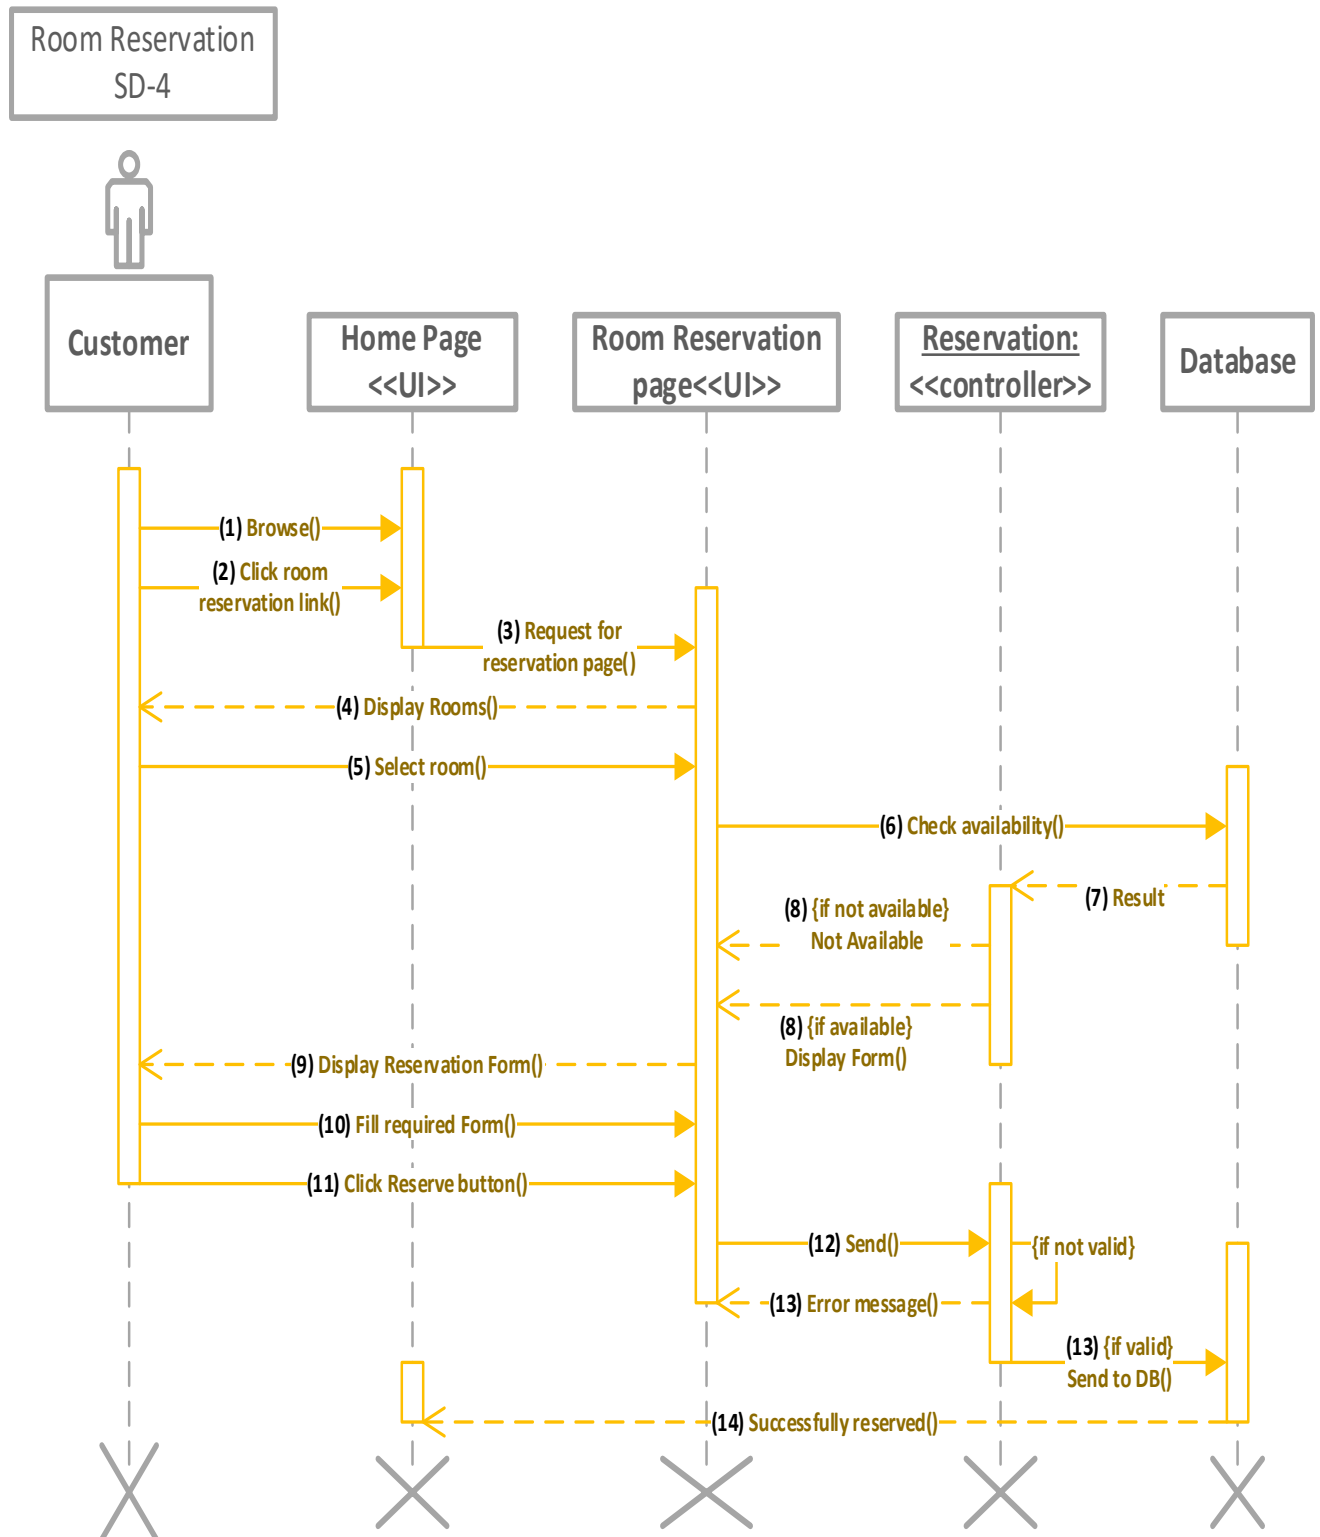 Room Reservation
SD-4
Customer
Home Page
<<UI>>
Room Reservation
page<<UI>>
Reservation:
<<controller>>
Database
(1) Browse()
(2) Click room
reservation link()
(3) Request for
reservation page()
(4) Display Rooms()
(5) Select room()
(6) Check availability()
(7) Result
(8) {if not available}
Not Available
(8) {if available}
Display Form()
(9) Display Reservation Form()
(10) Fill required Form()
(11) Click Reserve button()
(12) Send()
{if not valid}
(13) Error message()
(13) {if valid}
Send to DB()
(14) Successfully reserved()